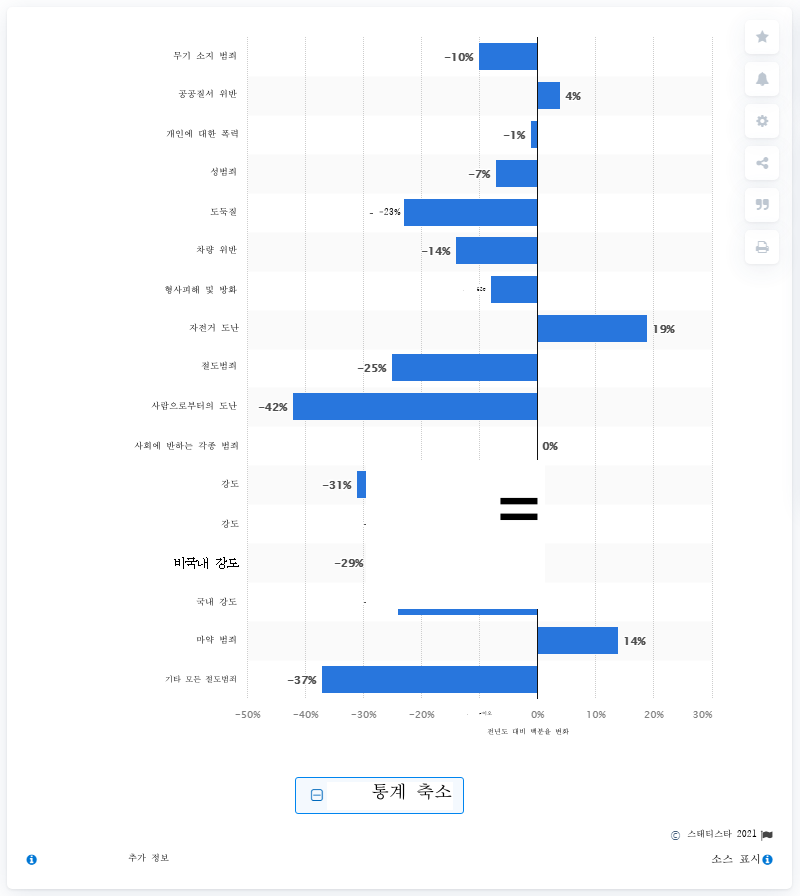 무기 소지 범죄
-10%
공공질서 위반
4%
개인에 대한 폭력
-1%
성범죄
-7%
도둑질
- -23%
차량 위반
-14%
형사피해 및 방화
자전거 도난
19%
절도범죄
-25%
사람으로부터의 도난
-42%
사회에 반하는 각종 범죄
0%
강도
-31%
강도
-
비국내 강도
-29%
국내 강도
-
마약 범죄
14%
기타 모든 절도범죄
-37%
-50% -40% -30% -20% 0% 10% 20% 30%
전년도 대비 백분율 변화
통계 축소
© 스태티스타 2021
추가 정보
소스 표시